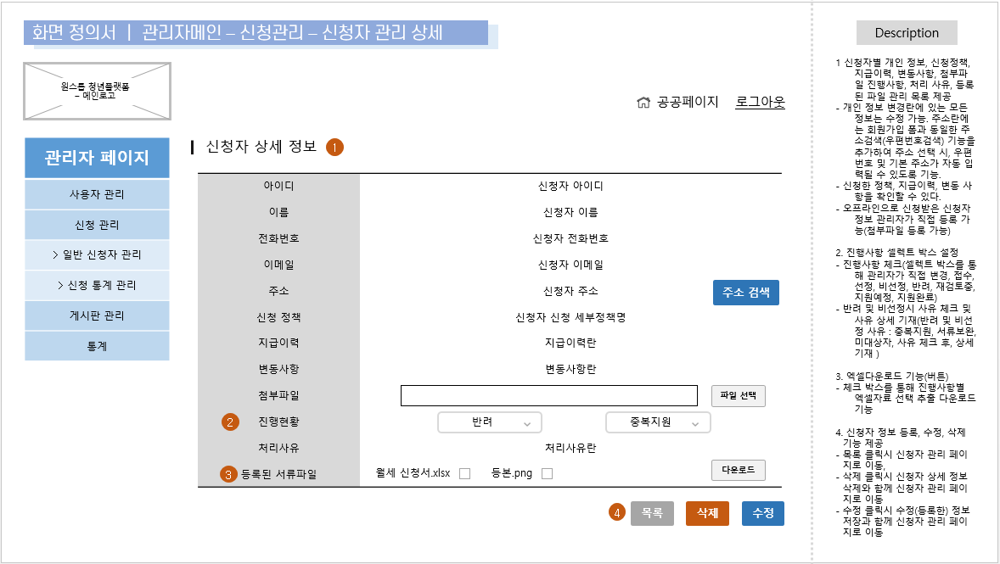 화면 정의서 | 관리자메인 – 신청관리 – 신청자 관리 상세
원스톱 청년플랫폼
– 메인로고
공공페이지 로그아웃
관리자 페이지
사용자 관리
신청 관리
> 일반 신청자 관리
> 신청 통계 관리
게시판 관리
통계
신청자 상세 정보 1
아이디 신청자 아이디
이름 신청자 이름
전화번호 신청자 전화번호
이메일 신청자 이메일
주소 신청자 주소 주소 검색
신청 정책 신청자 신청 세부정책명
지급이력 지급이력란
변동사항 변동사항란
첨부파일 파일 선택
2 진행현황 반려 중복지원
처리사유 처리사유란
3 등록된 서류파일 월세 신청서.xlsx 등본.png 다운로드
4 목록 삭제 수정
Description
1 신청자별 개인 정보, 신청정책,
지급이력, 변동사항, 첨부파
일 진행사항, 처리 사유, 등록
된 파일 관리 목록 제공
- 개인 정보 변경란에 있는 모든
정보는 수정 가능. 주소란에
는 회원가입 폼과 동일한 주
소검색(우편번호검색) 기능을
추가하여 주소 선택 시, 우편
번호 및 기본 주소가 자동 입
력될 수 있도록 기능.
- 신청한 정책, 지급이력, 변동 사
항을 확인할 수 있다.
- 오프라인으로 신청받은 신청자
정보 관리자가 직접 등록 가
능(첨부파일 등록 가능)
2. 진행사항 셀렉트 박스 설정
- 진행사항 체크(셀렉트 박스를 통
해 관리자가 직접 변경, 접수,
선정, 비선정, 반려, 재검토중,
지원예정, 지원완료)
- 반려 및 비선정시 사유 체크 및
사유 상세 기재(반려 및 비선
정 사유 : 중복지원, 서류보완,
미대상자, 사유 체크 후, 상세
기재 )
3. 엑셀다운로드 기능(버튼)
- 체크 박스를 통해 진행사항별
엑셀자료 선택 추출 다운로드
기능
4. 신청자 정보 등록, 수정, 삭제
기능 제공
- 목록 클릭시 신청자 관리 페이
지로 이동,
- 삭제 클릭시 신청자 상세 정보
삭제와 함께 신청자 관리 페이
지로 이동
- 수정 클릭시 수정(등록한) 정보
저장과 함께 신청자 관리 페이
지로 이동